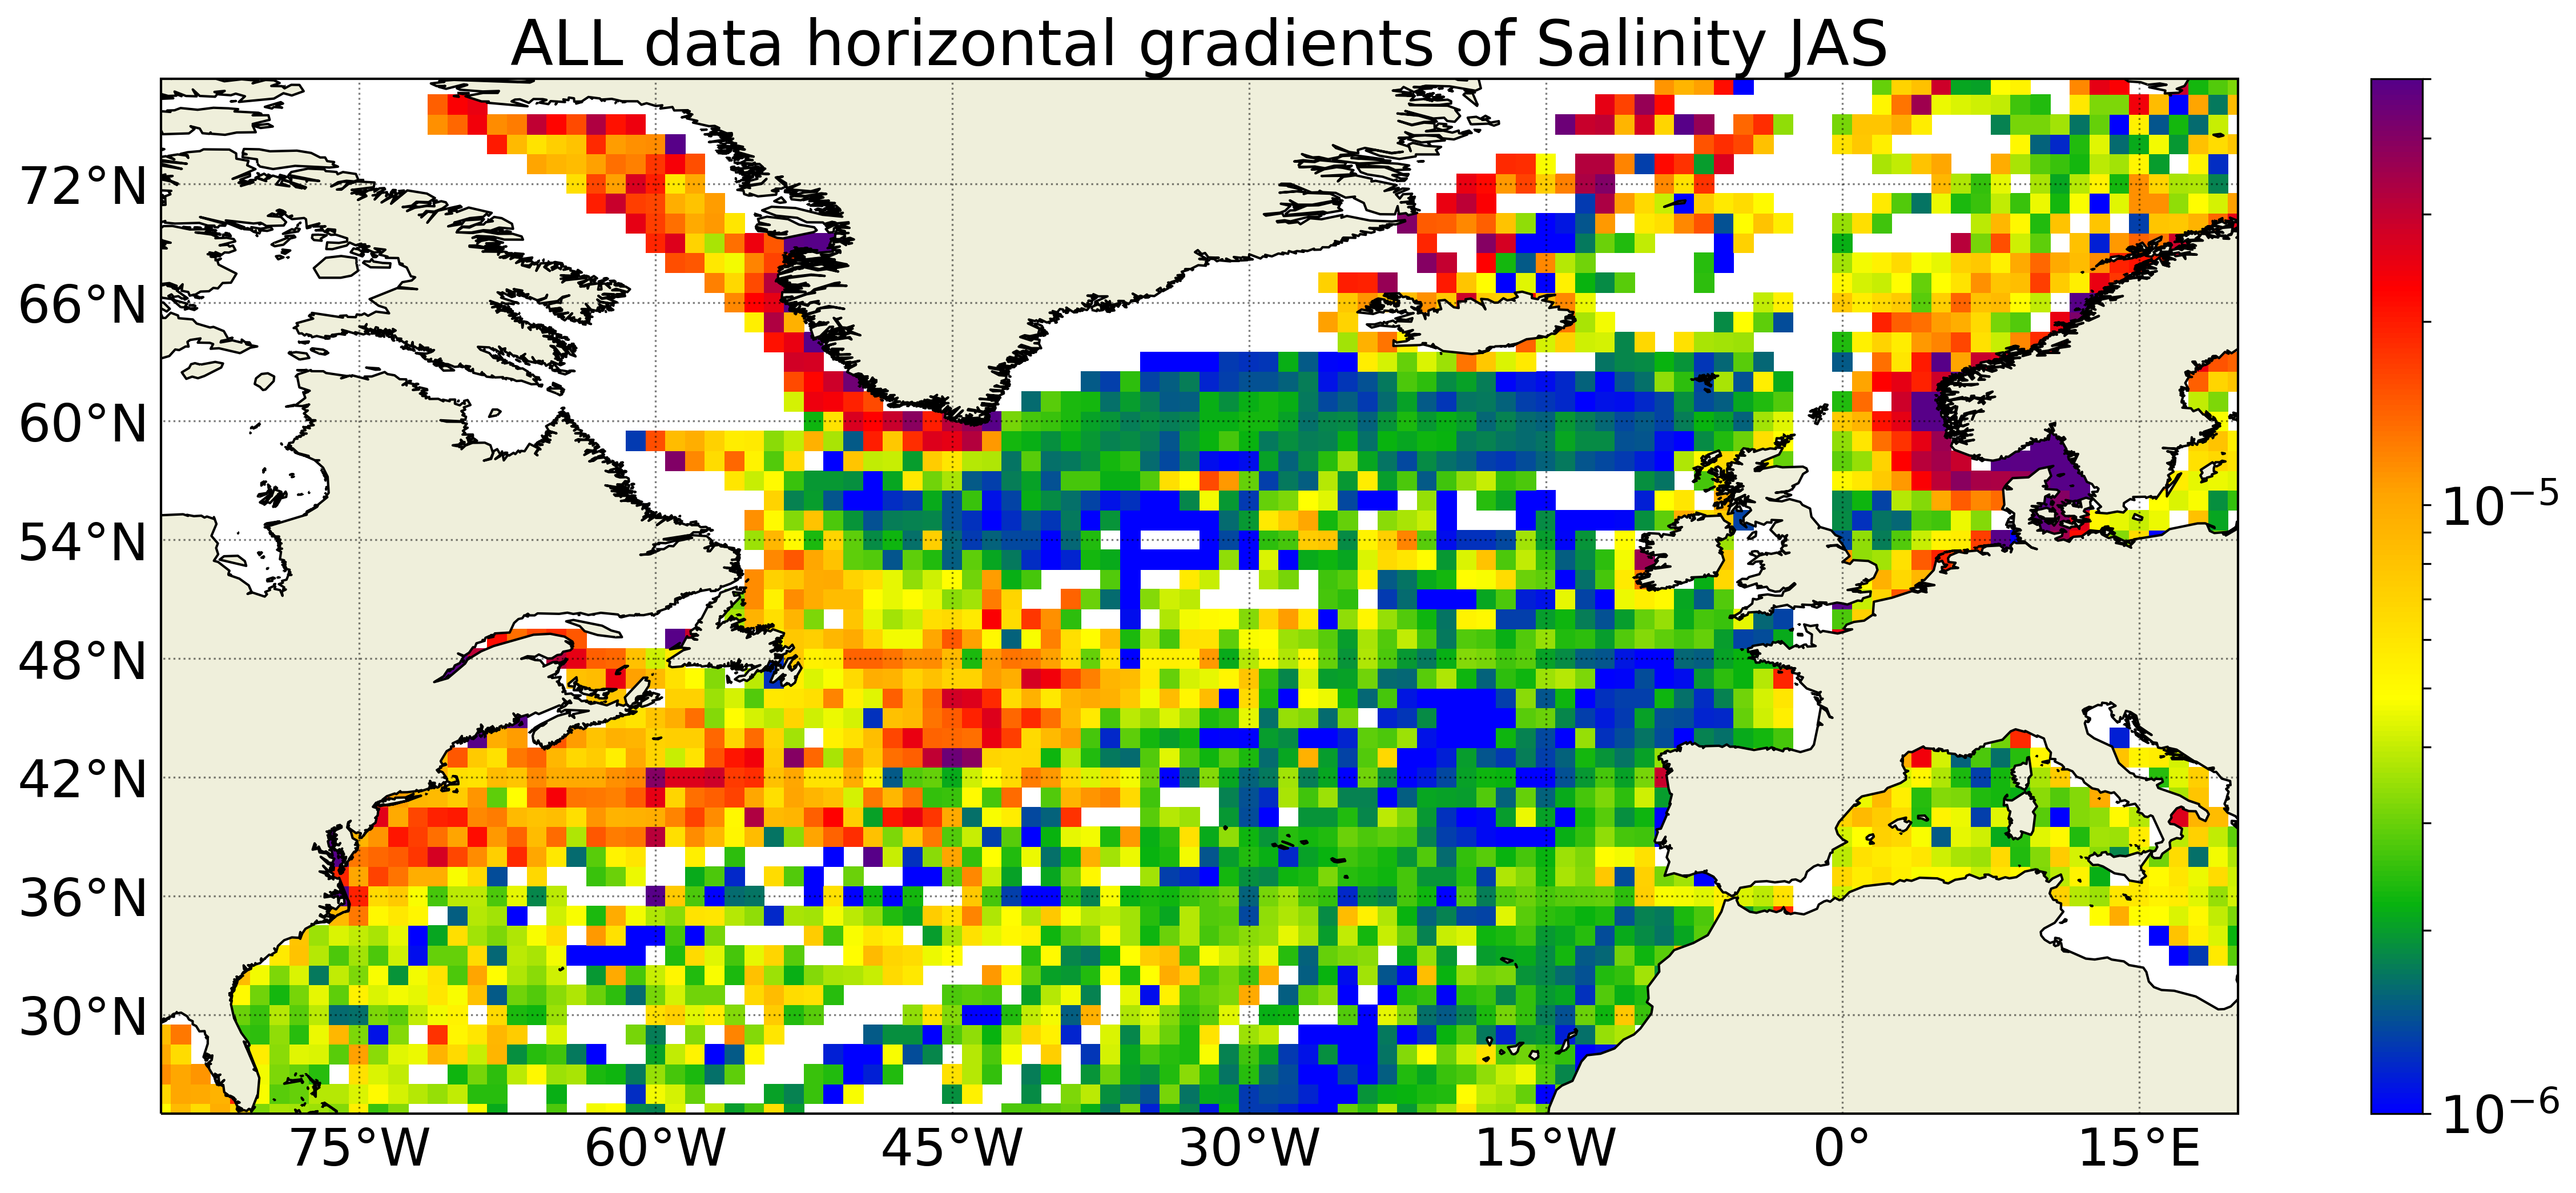 ALL data horizontal gradients of Salinity JAS
72°N
66°N
60°N
54°N
48°N
42°N
36°N
30°N
75°W 60°W 45°W 30°W 15°W 0° 15°E
10⁻⁵
10⁻⁶